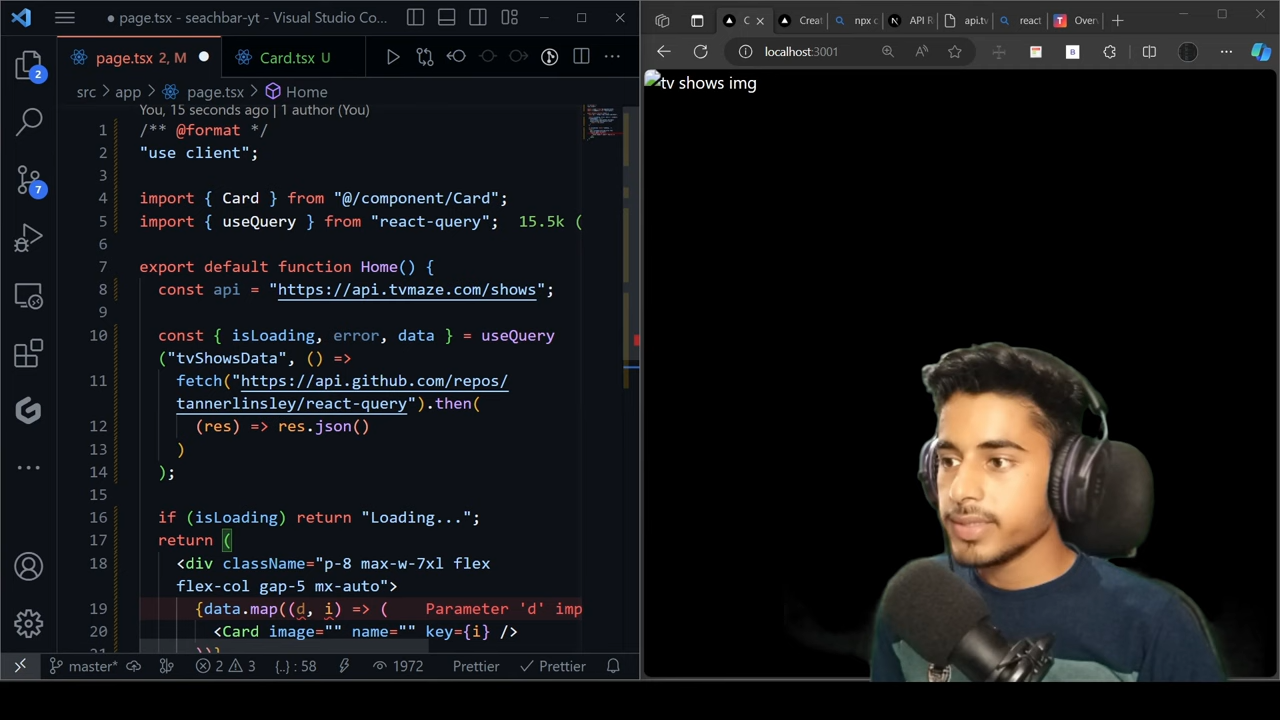 page.tsx - seachbar-yt - Visual Studio Co...
page.tsx 2, M
Card.tsx U
src > app > page.tsx > Home
You, 15 seconds ago | 1 author (You)
1 /** @format */
2 "use client";
3
4 import { Card } from "@/component/Card";
5 import { useQuery } from "react-query"; 15.5k (
6
7 export default function Home() {
8 const api = "https://api.tvmaze.com/shows";
9
10 const { isLoading, error, data } = useQuery
("tvShowsData", () =>
11 fetch("https://api.github.com/repos/
tannerlinsley/react-query").then(
12 (res) => res.json()
13 )
14 );
15
16 if (isLoading) return "Loading...";
17 return (
18 <div className="p-8 max-w-7xl flex
flex-col gap-5 mx-auto">
19 {data.map((d, i) => ( Parameter 'd' imp
20 <Card image="" name="" key={i} />
21 ))}
2
7
master*
2 3
{..} : 58
1972
Prettier
Prettier
C
Creat
npx c
N
API R
api.tv
react
T
Over
localhost:3001
A
B
tv shows img